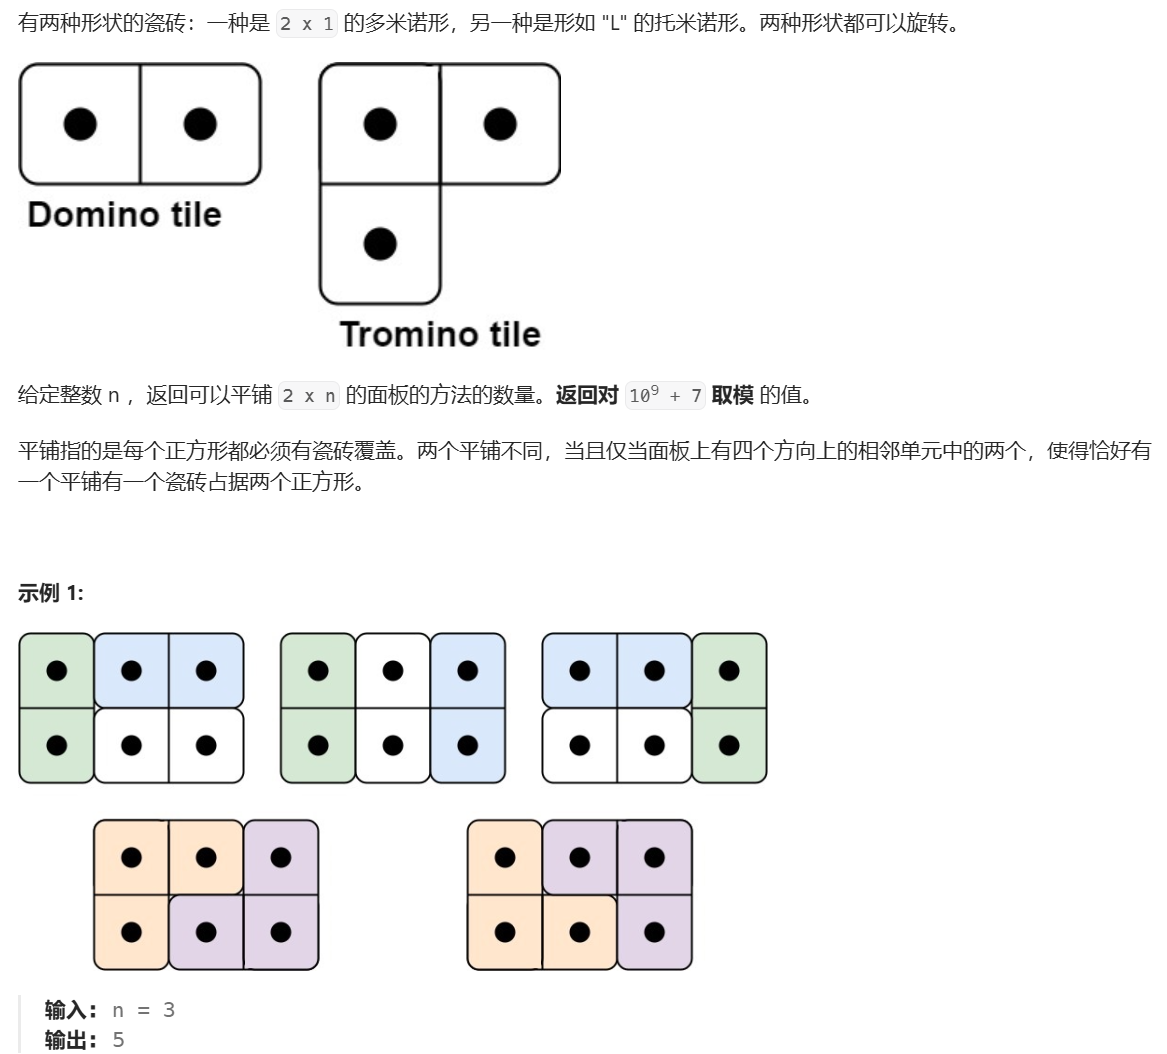 有两种形状的瓷砖：一种是 2 x 1 的多米诺形，另一种是形如 "L" 的托米诺形。两种形状都可以旋转。
Domino tile
Tromino tile
给定整数 n ，返回可以平铺 2 x n 的面板的方法的数量。返回对 10⁹ + 7 取模 的值。
平铺指的是每个正方形都必须有瓷砖覆盖。两个平铺不同，当且仅当面板上有四个方向上的相邻单元中的两个，使得恰好有
一个平铺有一个瓷砖占据两个正方形。
示例 1:
输入： n = 3
输出： 5